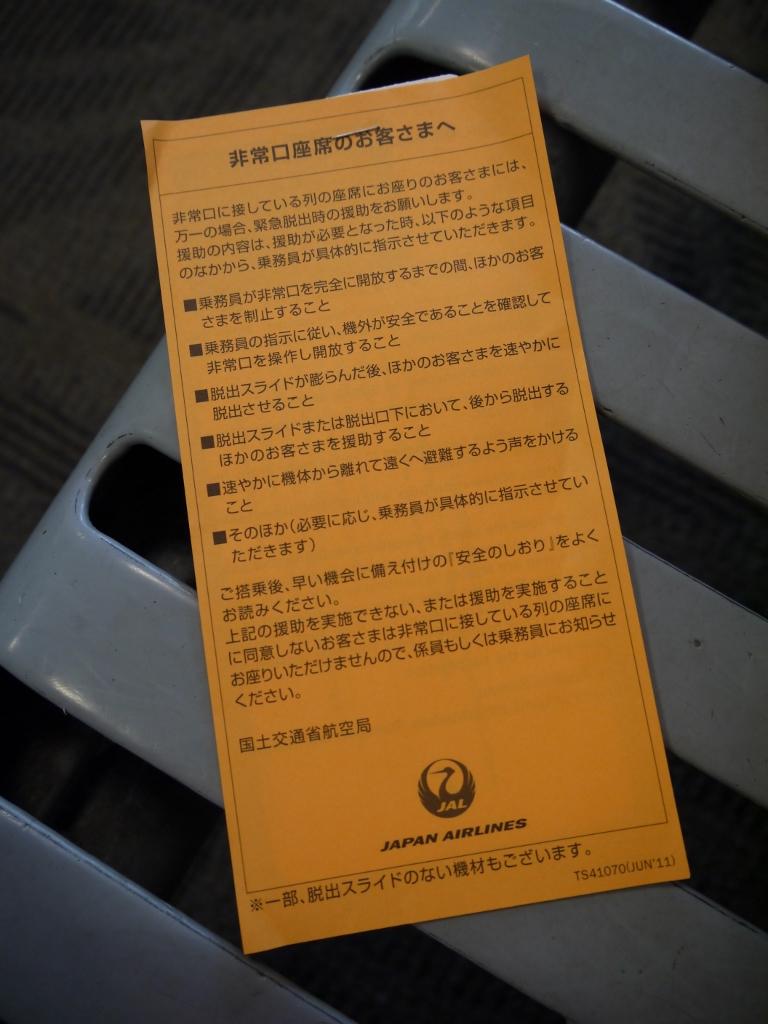 非常口座席のお客さまへ
非常口に接している列の座席にお座りのお客さまには、
万一の場合、緊急脱出時の援助をお願いします。
援助の内容は、援助が必要となった時、以下のような項目
のなかから、乗務員が具体的に指示させていただきます。
■乗務員が非常口を完全に開放するまでの間、ほかのお客
さまを制止すること
■乗務員の指示に従い、機外が安全であることを確認して
非常口を操作し開放すること
■脱出スライドが膨らんだ後、ほかのお客さまを速やかに
脱出させること
■脱出スライドまたは脱出口下において、後から脱出する
ほかのお客さまを援助すること
■速やかに機体から離れて遠くへ避難するよう声をかける
こと
■そのほか(必要に応じ、乗務員が具体的に指示させてい
ただきます)
ご搭乗後、早い機会に備え付けの『安全のしおり』をよく
お読みください。
上記の援助を実施できない、または援助を実施すること
に同意しないお客さまは非常口に接している列の座席に
お座りいただけませんので、係員もしくは乗務員にお知らせ
ください。
国土交通省航空局
JAL
JAPAN AIRLINES
※一部、脱出スライドのない機材もございます。
TS41070(JUN'11)